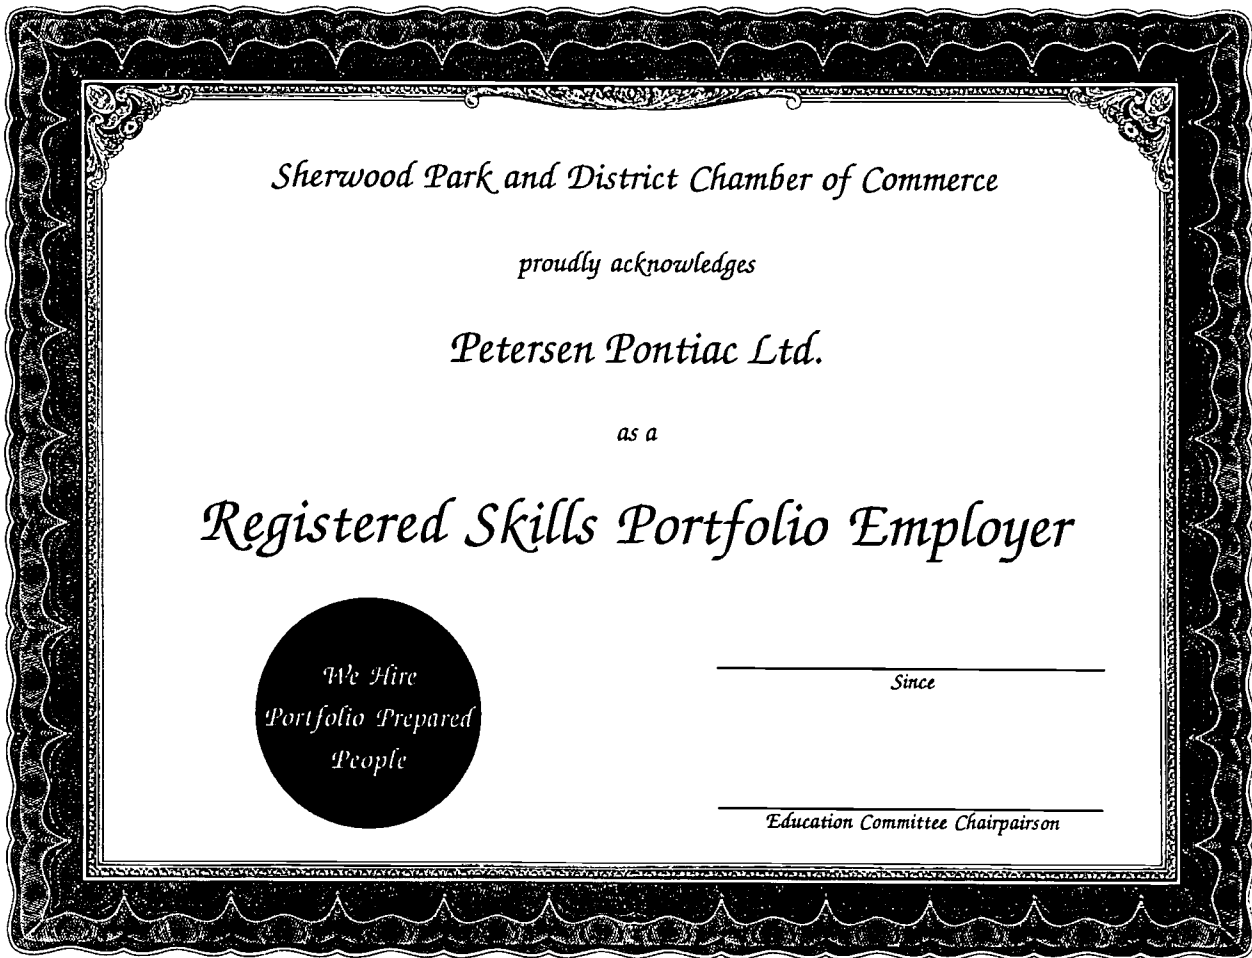 Sherwood Park and District Chamber of Commerce
proudly acknowledges
Petersen Pontiac Ltd.
as a
Registered Skills Portfolio Employer
We Hire
Portfolio Prepared
People
Since
Education Committee Chairpairson